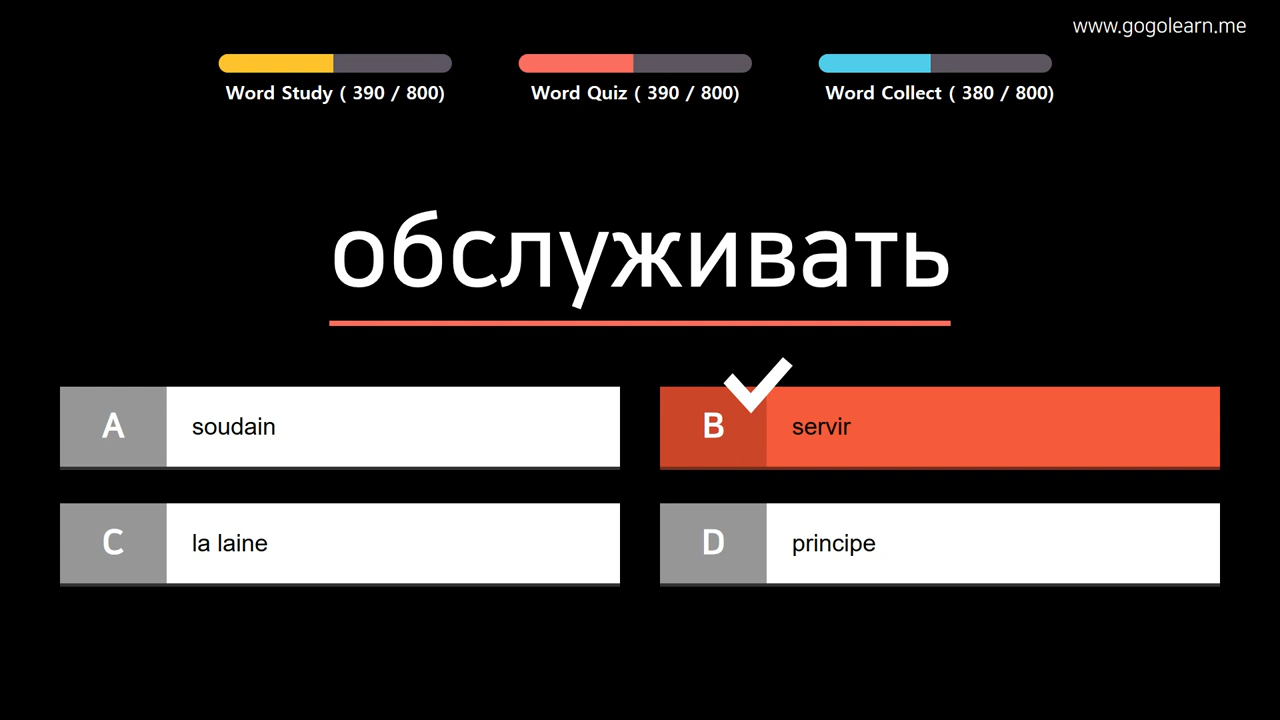 www.gogolearn.me
Word Study ( 390 / 800)
Word Quiz ( 390 / 800)
Word Collect ( 380 / 800)
обслуживать
A soudain
B servir
C la laine
D principe